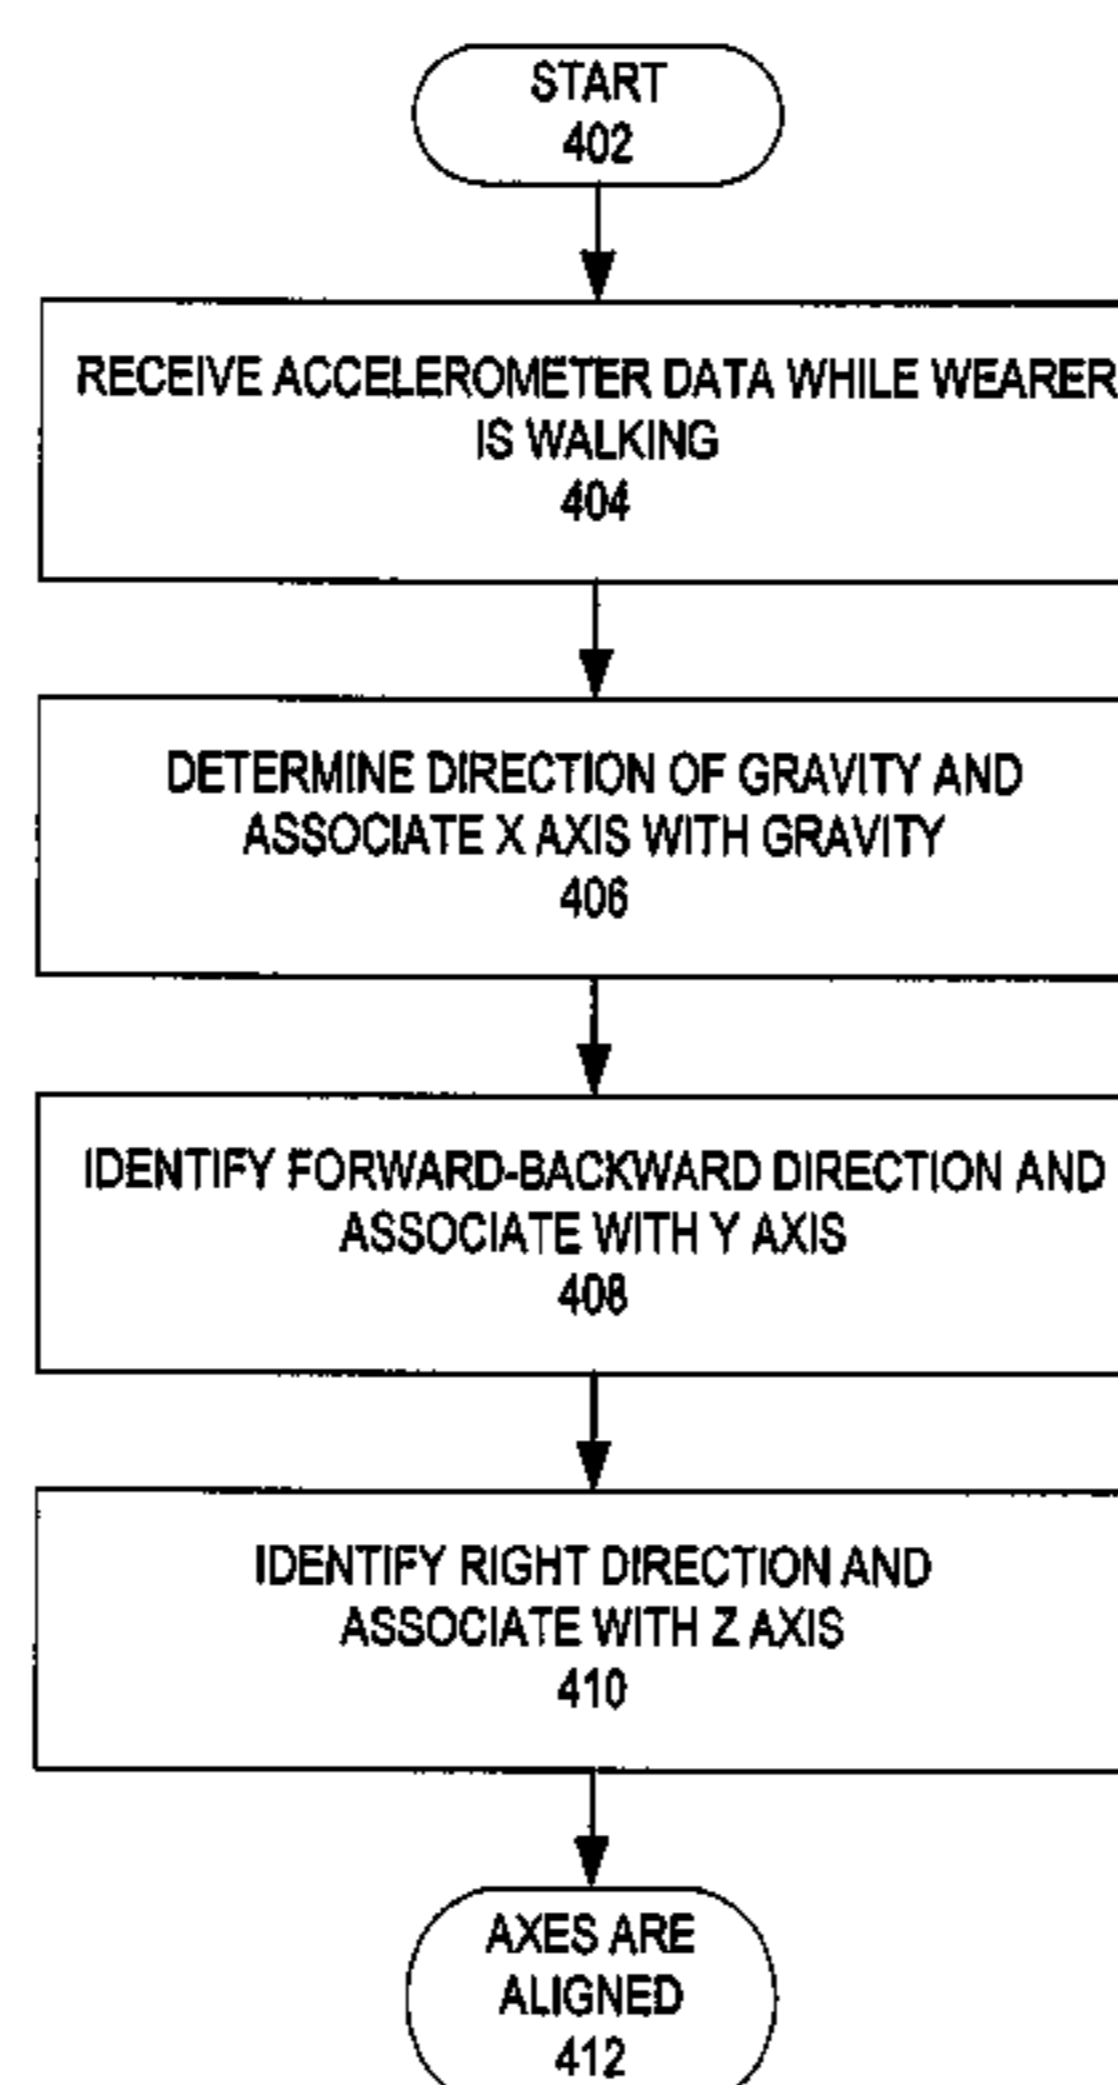 START
402
RECEIVE ACCELEROMETER DATA WHILE WEARER
IS WALKING
404
DETERMINE DIRECTION OF GRAVITY AND
ASSOCIATE X AXIS WITH GRAVITY
406
IDENTIFY FORWARD-BACKWARD DIRECTION AND
ASSOCIATE WITH Y AXIS
408
IDENTIFY RIGHT DIRECTION AND
ASSOCIATE WITH Z AXIS
410
AXES ARE
ALIGNED
412